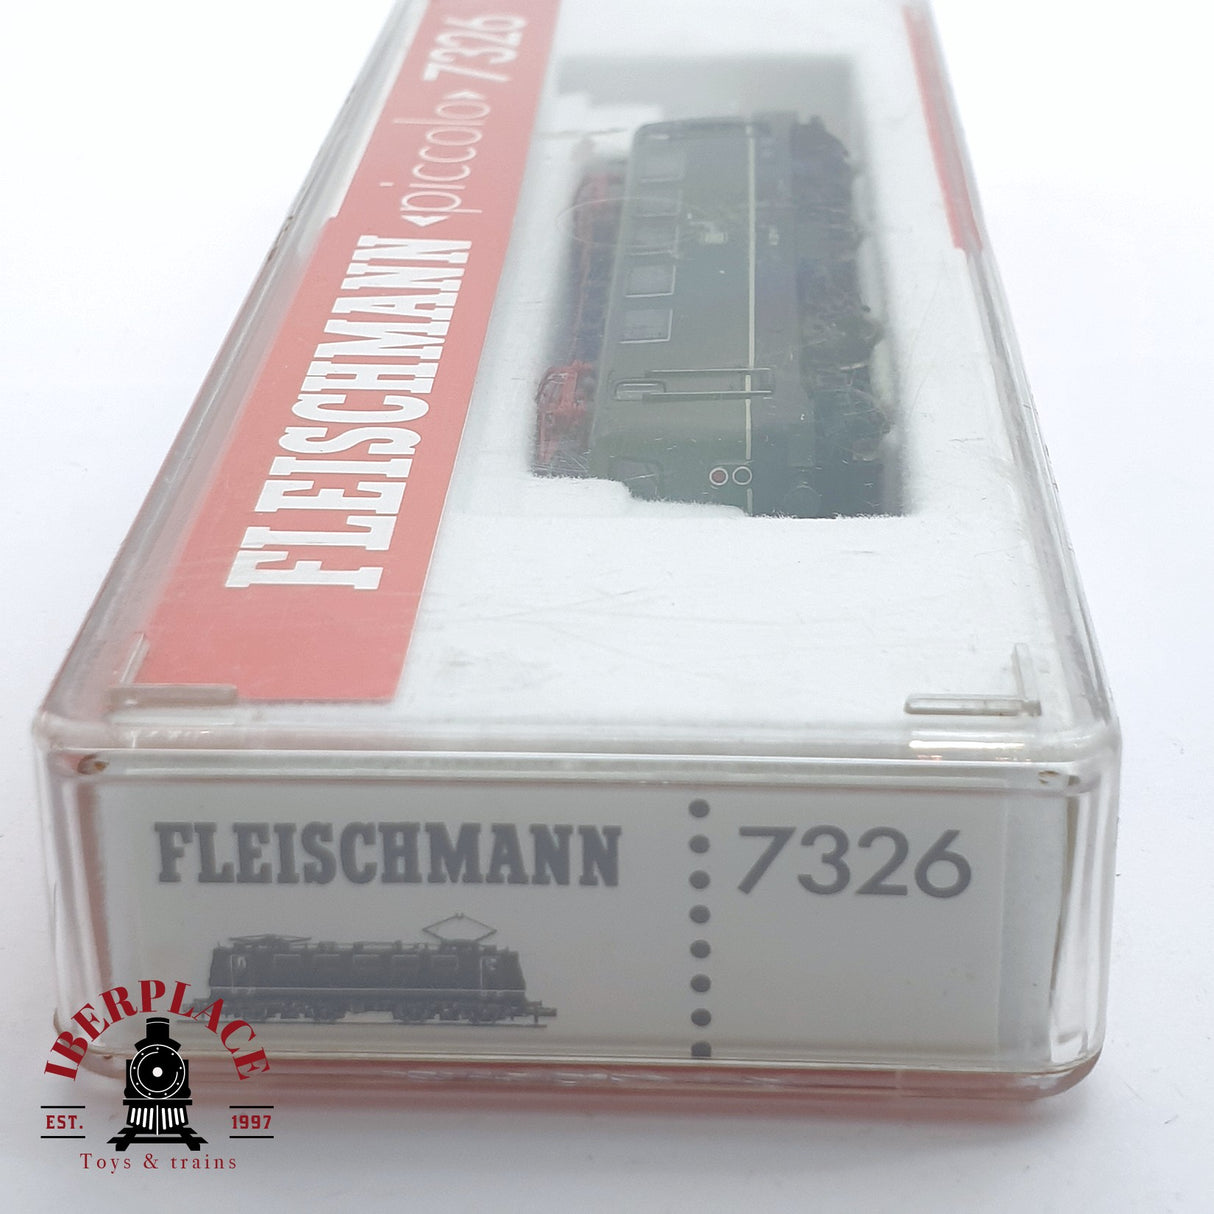 FLEISCHMANN «piccolo» 7326
FLEISCHMANN 7326
IBERPLACE
EST. 1997
Toys & trains